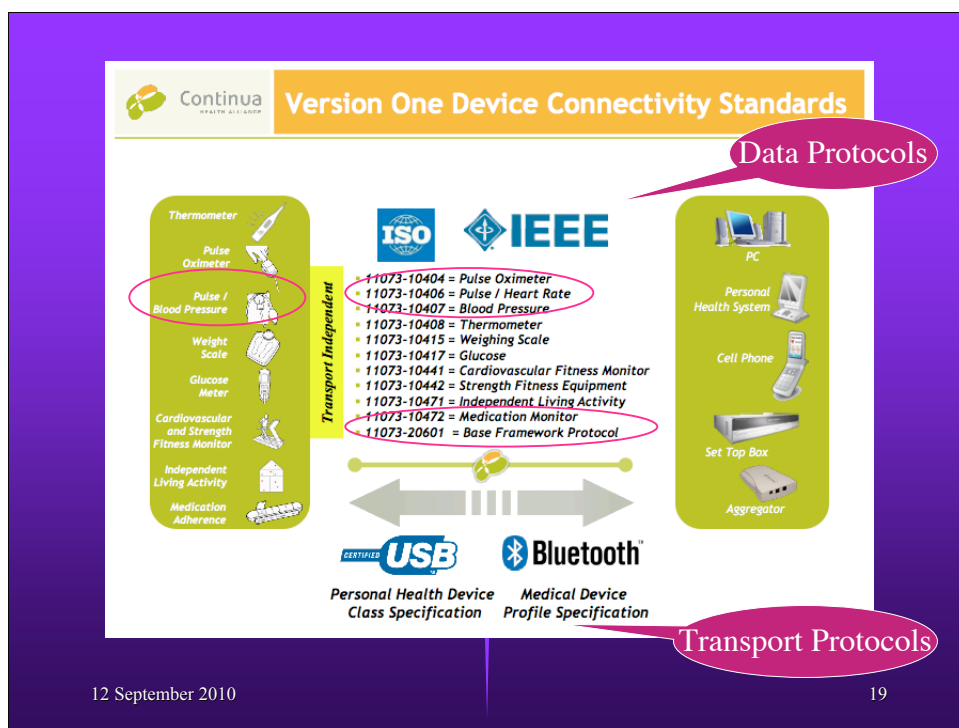 Continua
HEALTH ALLIANCE
Version One Device Connectivity Standards
Data Protocols
Thermometer
Pulse
Oximeter
Pulse /
Blood Pressure
Weight
Scale
Glucose
Meter
Cardiovascular
and Strength
Fitness Monitor
Independent
Living Activity
Medication
Adherence
Transport Independent
ISO
IEEE
11073-10404 = Pulse Oximeter
11073-10406 = Pulse / Heart Rate
11073-10407 = Blood Pressure
11073-10408 = Thermometer
11073-10415 = Weighing Scale
11073-10417 = Glucose
11073-10441 = Cardiovascular Fitness Monitor
11073-10442 = Strength Fitness Equipment
11073-10471 = Independent Living Activity
11073-10472 = Medication Monitor
11073-20601 = Base Framework Protocol
PC
Personal
Health System
Cell Phone
Set Top Box
Aggregator
CERTIFIED USB
Bluetooth™
Personal Health Device
Class Specification
Medical Device
Profile Specification
Transport Protocols
12 September 2010
19